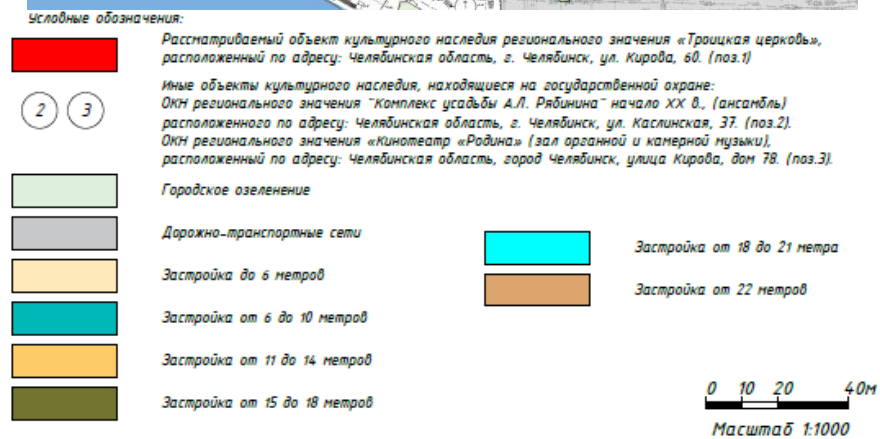 Условные обозначения:
Рассматриваемый объект культурного наследия регионального значения «Троицкая церковь»,
расположенный по адресу: Челябинская область, г. Челябинск, ул. Кирова, 60. (поз.1)
Иные объекты культурного наследия, находящиеся на государственной охране:
2 3
ОКН регионального значения "Комплекс усадьбы А.Л. Рябинина" начало XX в., (ансамбль)
расположенного по адресу: Челябинская область, г. Челябинск, ул. Каслинская, 37. (поз.2).
ОКН регионального значения «Кинотеатр «Родина» (зал органной и камерной музыки),
расположенный по адресу: Челябинская область, город Челябинск, улица Кирова, дом 78. (поз.3).
Городское озеленение
Дорожно-транспортные сети
Застройка до 6 метров
Застройка от 6 до 10 метров
Застройка от 11 до 14 метров
Застройка от 15 до 18 метров
Застройка от 18 до 21 метра
Застройка от 22 метров
0 10 20 40м
Масштаб 1:1000